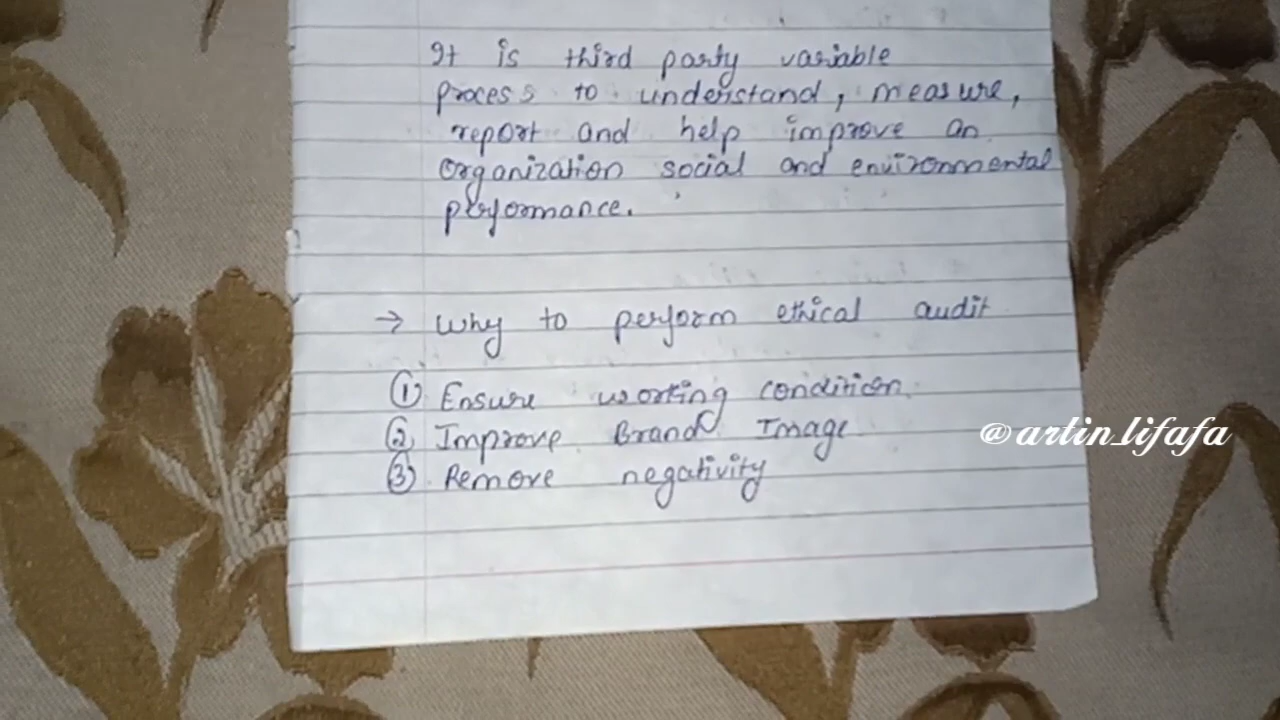 It is third party variable
process to understand, measure,
report and help improve an
organization social and environmental
performance.
→ Why to perform ethical audit
① Ensure working condition.
② Improve Brand Image
③ Remove negativity
@artin_lifafa